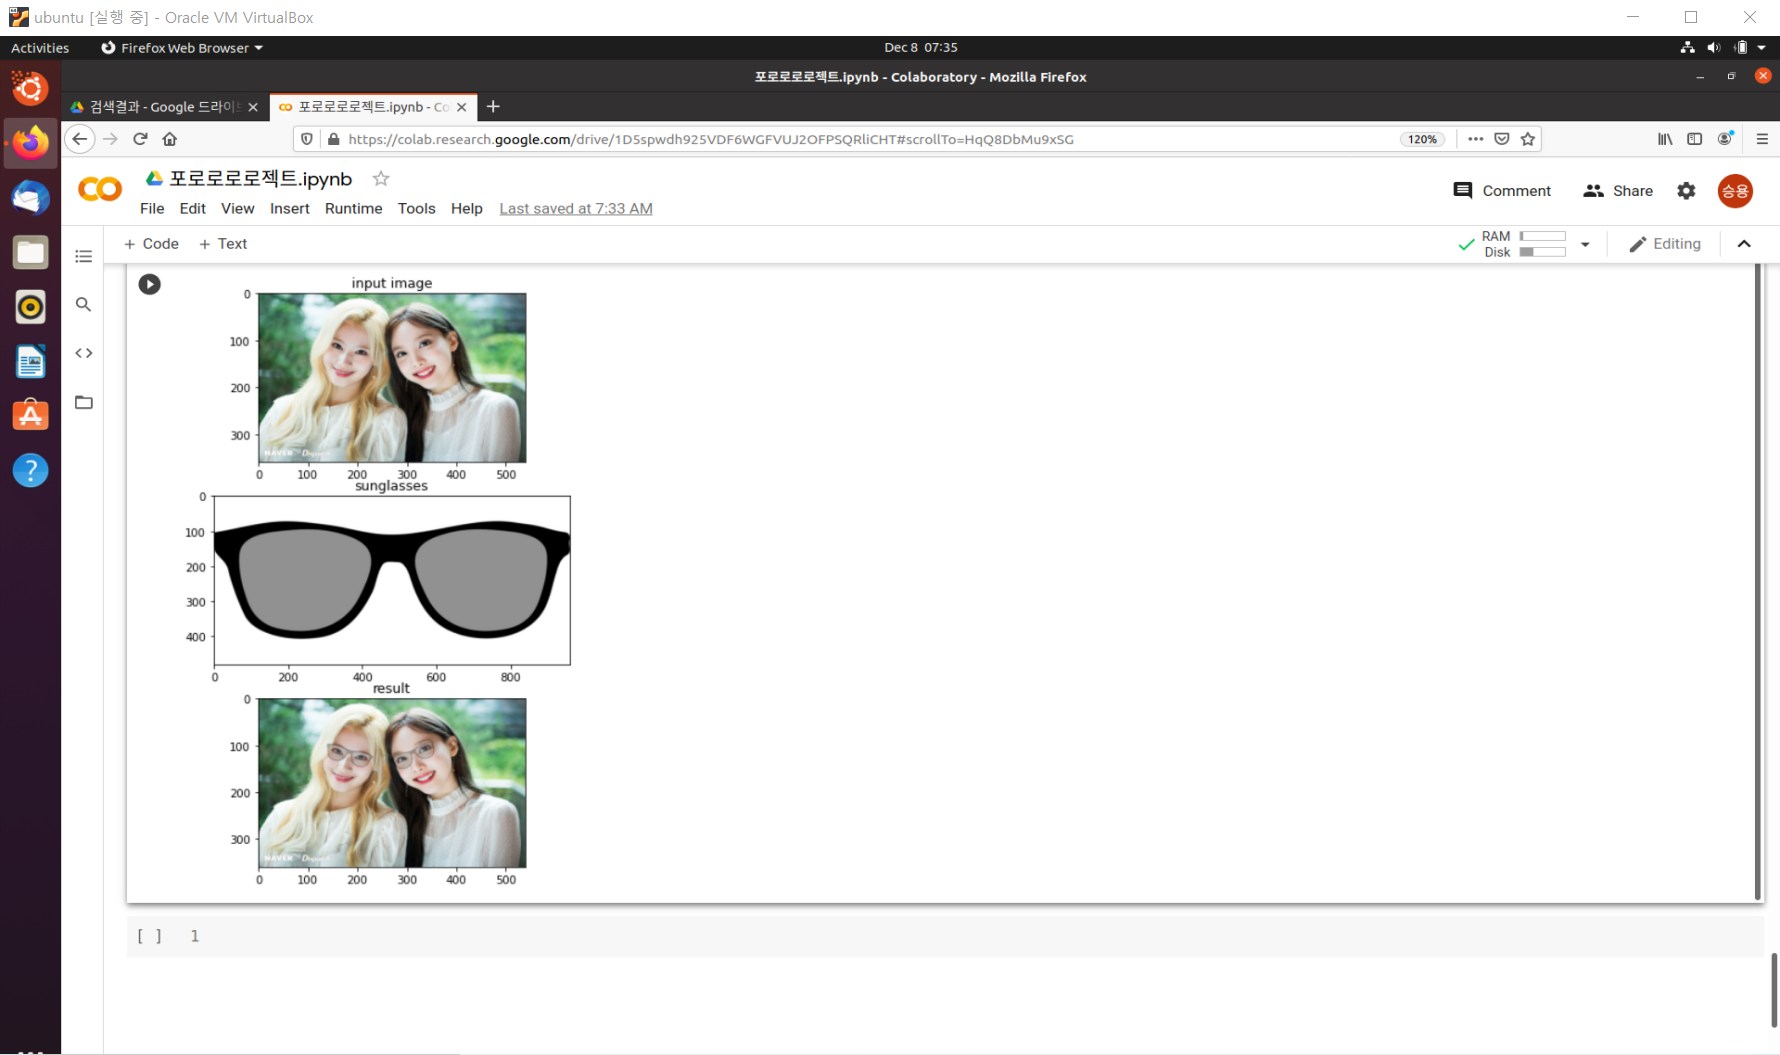 ubuntu [실행 중] - Oracle VM VirtualBox
Activities Firefox Web Browser Dec 8 07:35
포로로로로젝트.ipynb - Colaboratory - Mozilla Firefox
검색결과 - Google 드라이브 포로로로로젝트.ipynb - Co
https://colab.research.google.com/drive/1D5spwdh925VDF6WGFVUJ2OFPSQRliCHT#scrollTo=HqQ8DbMu9xSG 120%
포로로로로젝트.ipynb
Comment Share 승용
File Edit View Insert Runtime Tools Help Last saved at 7:33 AM
+ Code + Text RAM Disk Editing
input image
0
100
200
300
0 100 200 300 400 500
NAVER
sunglasses
0
100
200
300
400
0 200 400 600 800
result
0
100
200
300
0 100 200 300 400 500
NAVER
[ ] 1